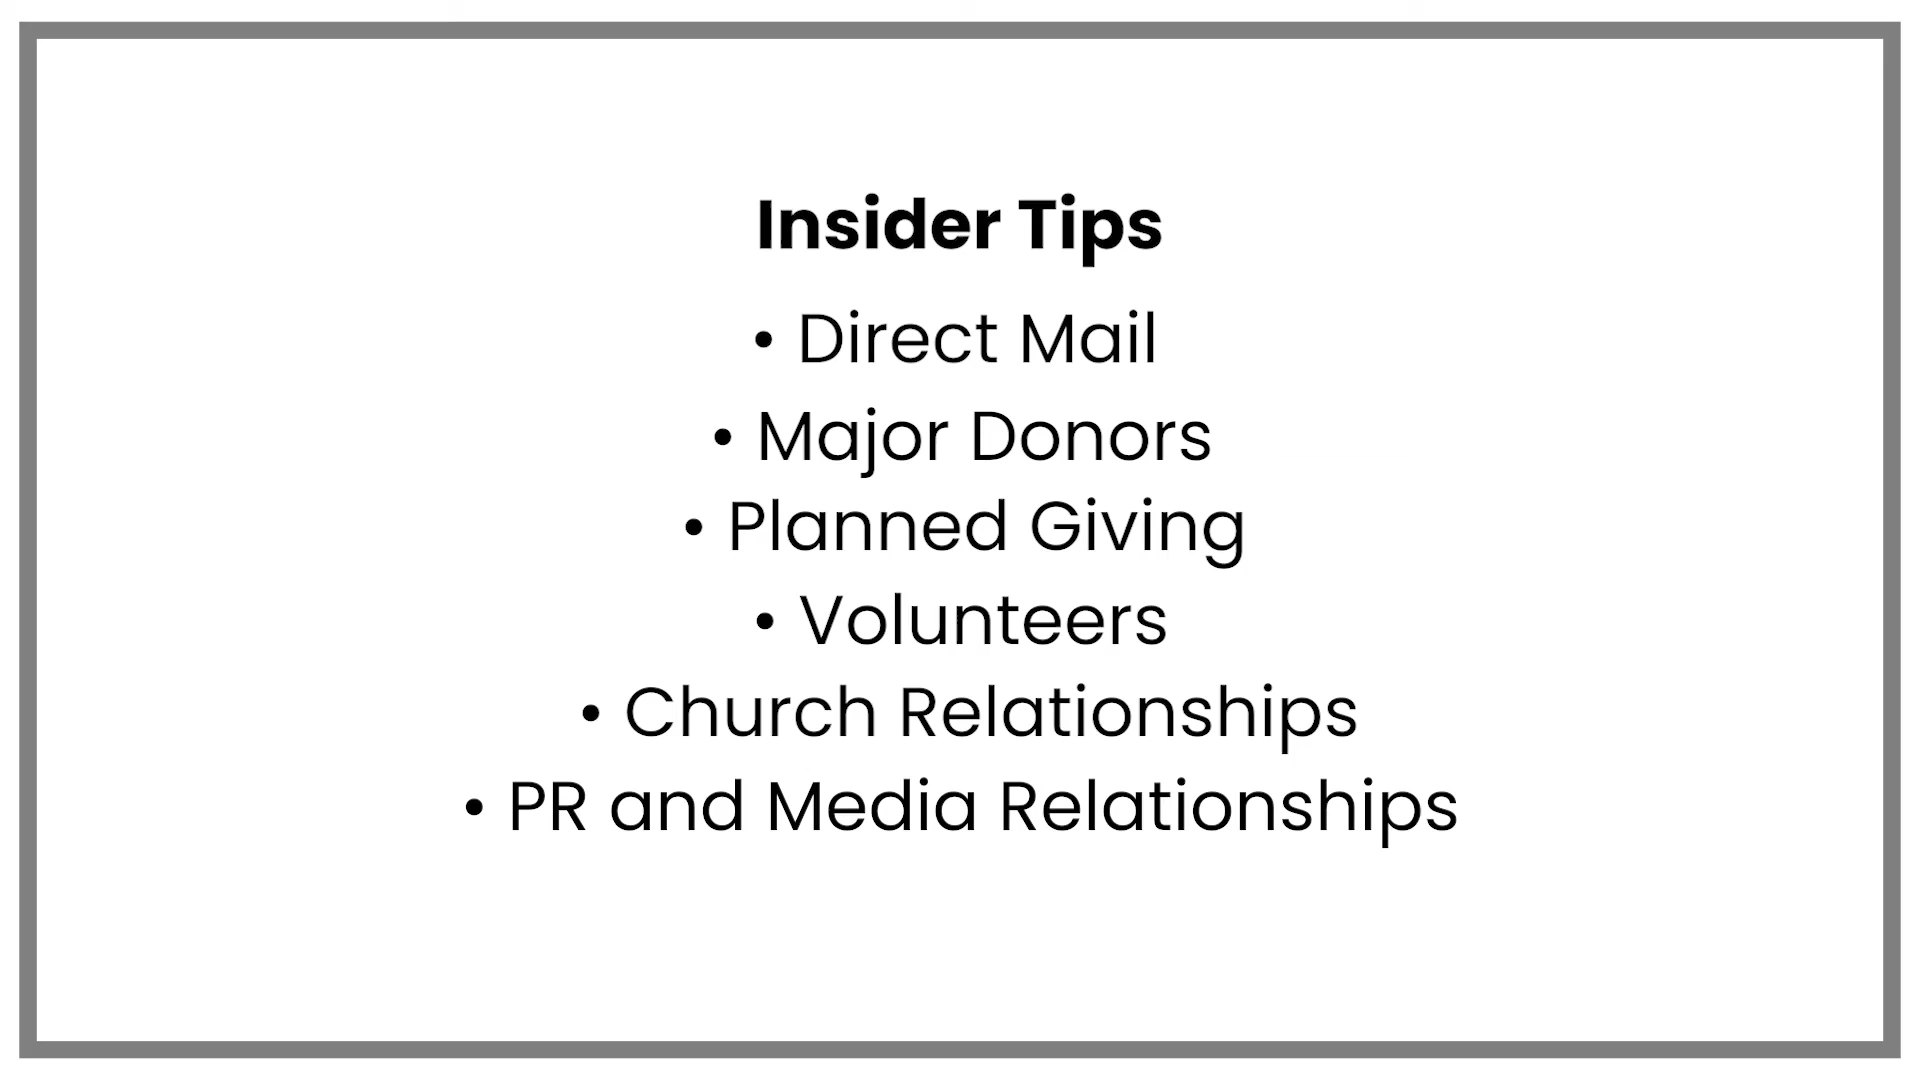 Insider Tips
• Direct Mail
• Major Donors
• Planned Giving
• Volunteers
• Church Relationships
• PR and Media Relationships